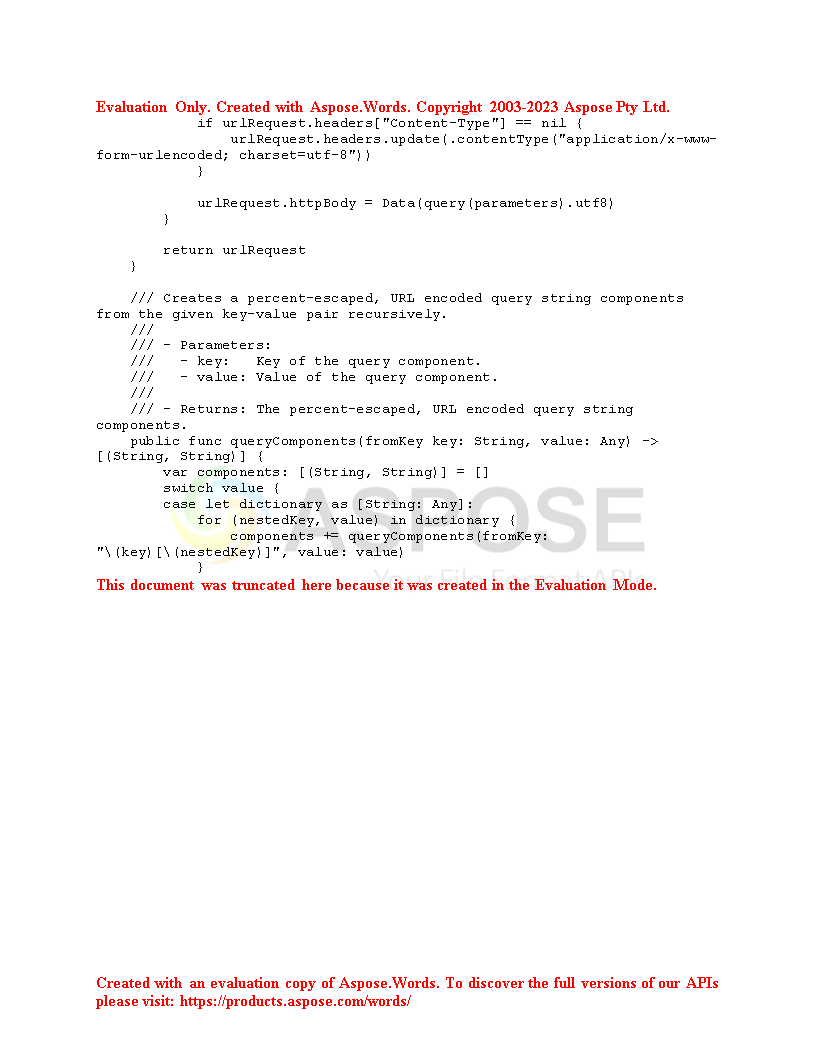 Evaluation Only. Created with Aspose.Words. Copyright 2003-2023 Aspose Pty Ltd.
            if urlRequest.headers["Content-Type"] == nil {
                urlRequest.headers.update(.contentType("application/x-www-
form-urlencoded; charset=utf-8"))
            }

            urlRequest.httpBody = Data(query(parameters).utf8)
        }

        return urlRequest
    }

    /// Creates a percent-escaped, URL encoded query string components
from the given key-value pair recursively.
    ///
    /// - Parameters:
    ///   - key:   Key of the query component.
    ///   - value: Value of the query component.
    ///
    /// - Returns: The percent-escaped, URL encoded query string
components.
    public func queryComponents(fromKey key: String, value: Any) ->
[(String, String)] {
        var components: [(String, String)] = []
        switch value {
        case let dictionary as [String: Any]:
            for (nestedKey, value) in dictionary {
                components += queryComponents(fromKey:
"\(key)[\(nestedKey)]", value: value)
            }
ASPOSE
Your File Format APIs
This document was truncated here because it was created in the Evaluation Mode.
Created with an evaluation copy of Aspose.Words. To discover the full versions of our APIs
please visit: https://products.aspose.com/words/